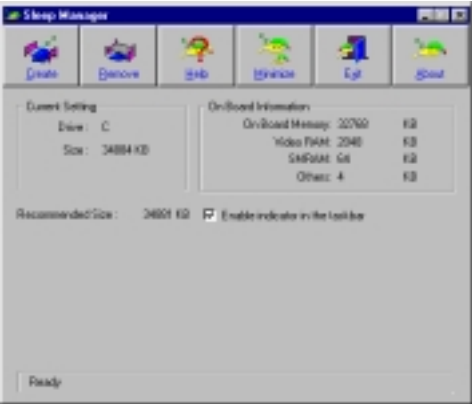 Sleep Manager
Create Remove Help Minimize Exit About
Current Setting
Drive : C
Size : 34884 KB
On Board Information
On Board Memory: 32768 KB
Video RAM: 2048 KB
SMRAM: 64 KB
Others: 4 KB
Recommended Size : KB Enable indicator in the taskbar
Ready